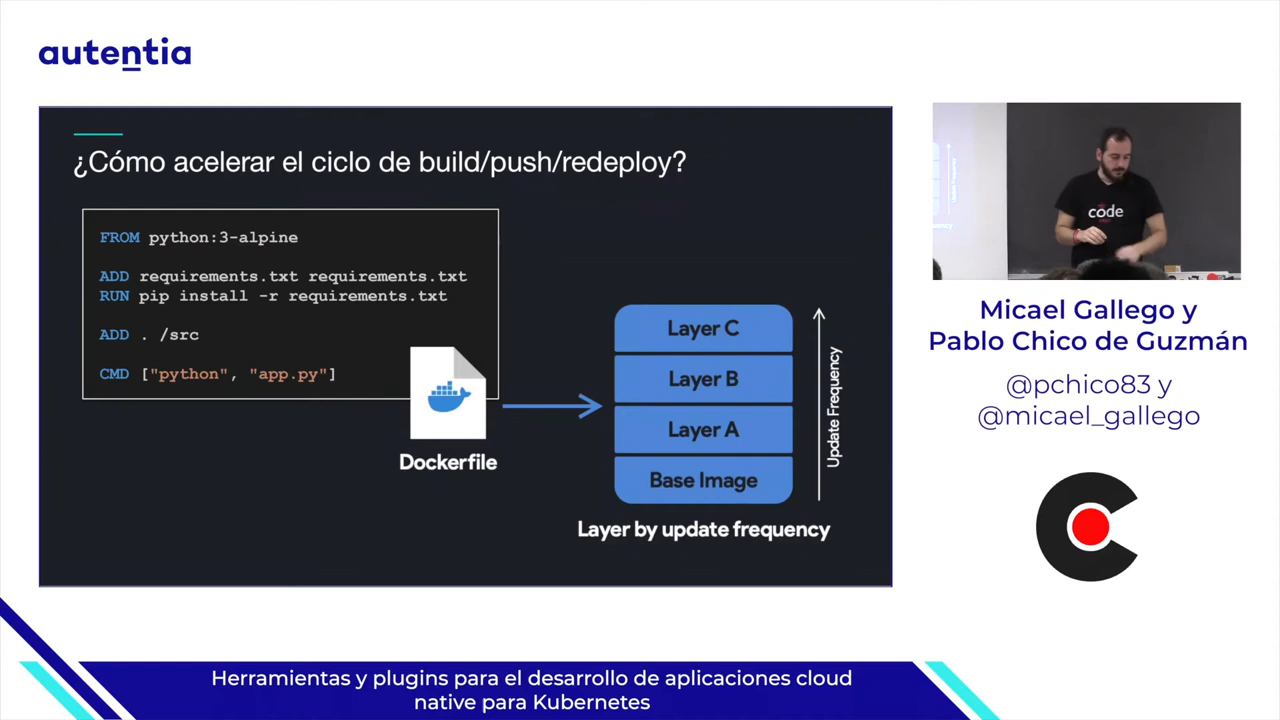 autentia
¿Cómo acelerar el ciclo de build/push/redeploy?
FROM python:3-alpine
ADD requirements.txt requirements.txt
RUN pip install -r requirements.txt
ADD . /src
CMD ["python", "app.py"]
Dockerfile
Layer C
Layer B
Layer A
Base Image
Update Frequency
Layer by update frequency
code
Micael Gallego y
Pablo Chico de Guzmán
@pchico83 y
@micael_gallego
Herramientas y plugins para el desarrollo de aplicaciones cloud
native para Kubernetes